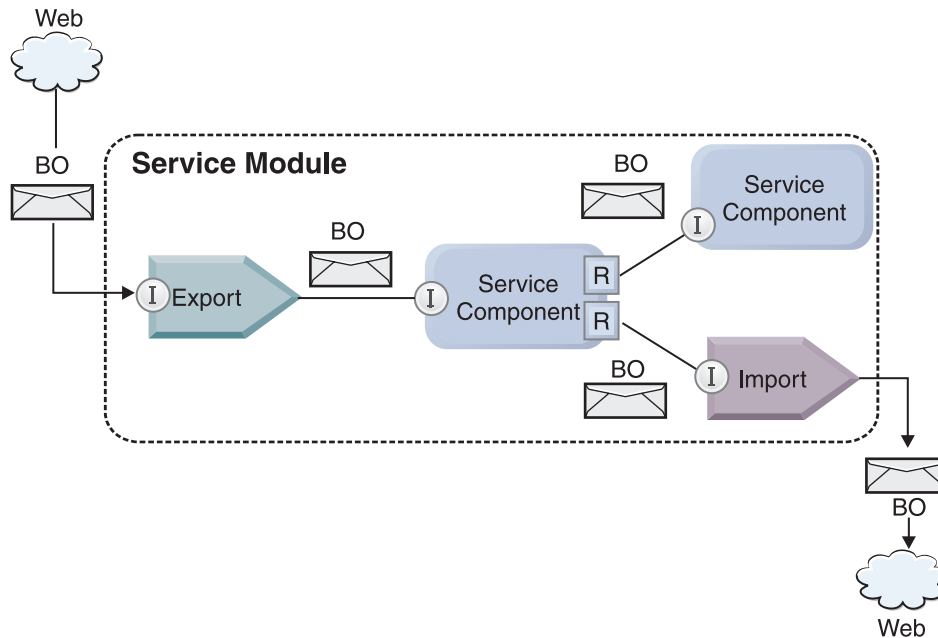 Web
BO
Service Module
BO
Service
Component
I
I
Export
BO
I
Service
Component
R
R
BO
I
Import
BO
Web